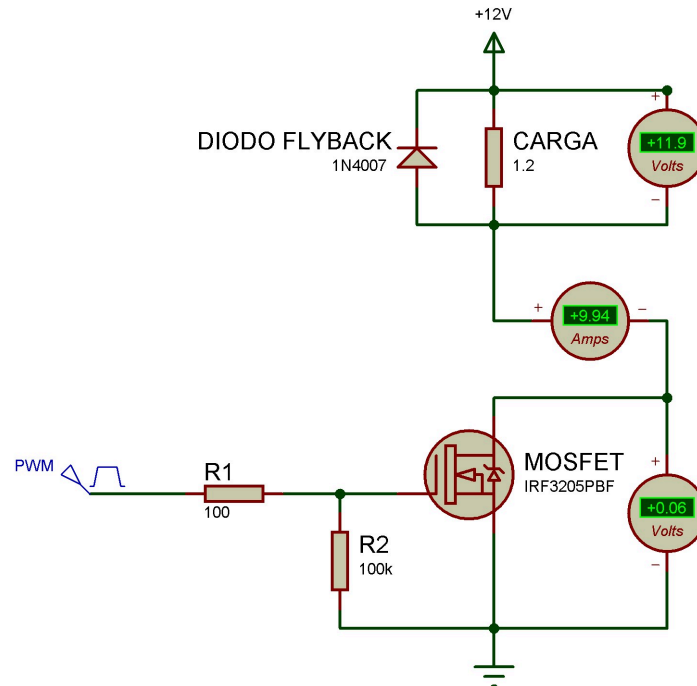 +12V
DIODO FLYBACK
1N4007
CARGA
1.2
+
+11.9
Volts
−
+
+9.94
Amps
−
PWM
R1
100
R2
100k
MOSFET
IRF3205PBF
+
+0.06
Volts
−